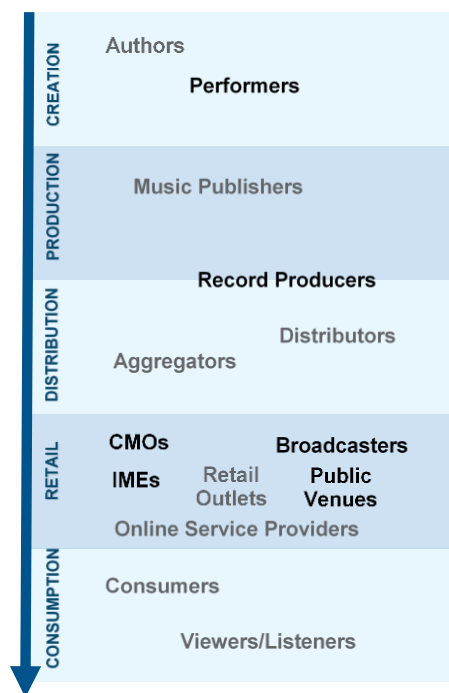 CREATION
Authors
Performers
PRODUCTION
Music Publishers
Record Producers
DISTRIBUTION
Distributors
Aggregators
RETAIL
CMOs
Broadcasters
IMEs
Retail
Outlets
Public
Venues
Online Service Providers
CONSUMPTION
Consumers
Viewers/Listeners